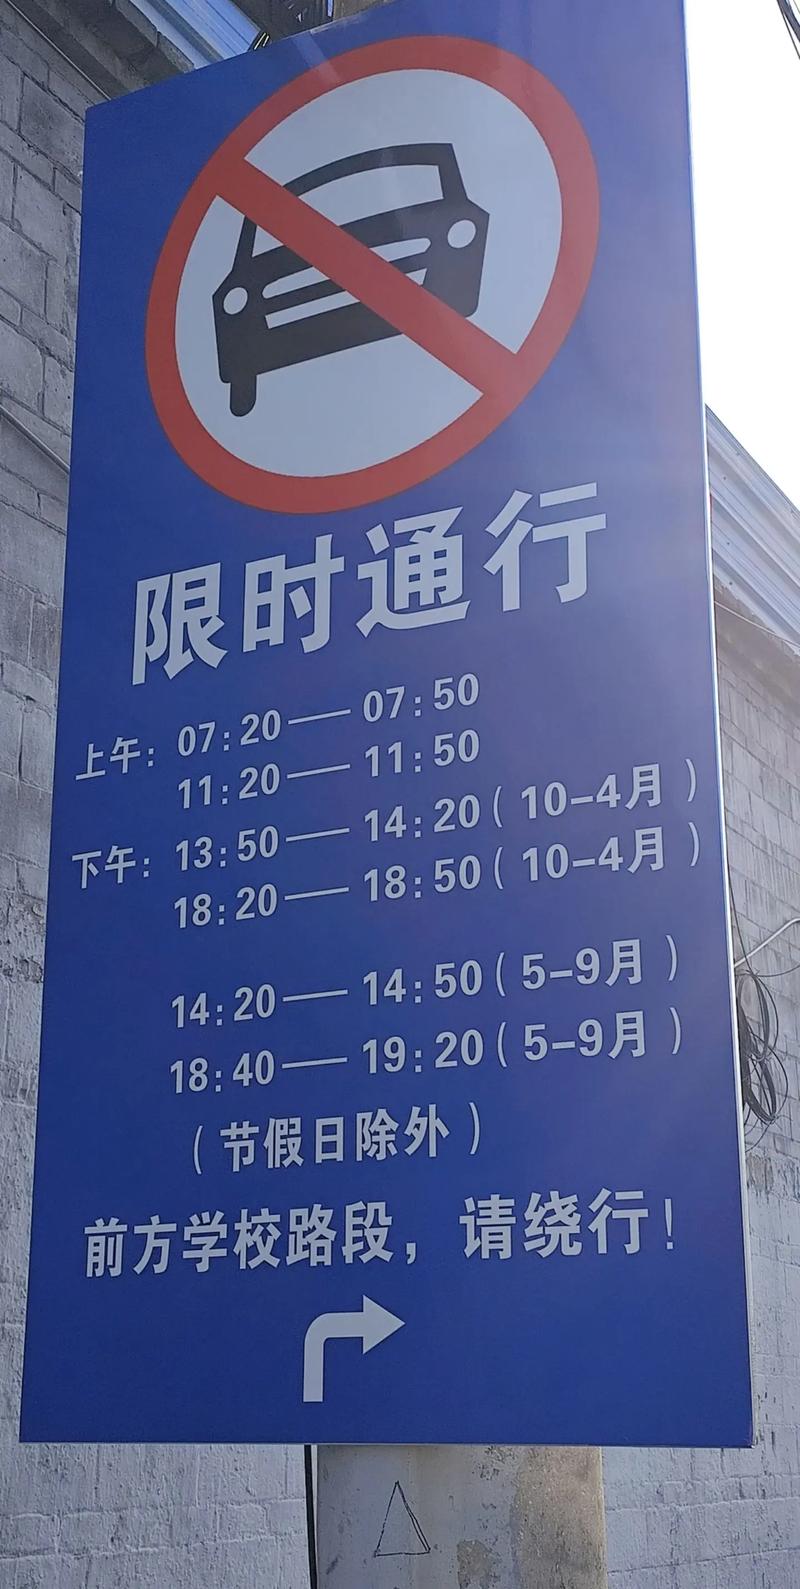 限时通行
上午：07:20——07:50
11:20——11:50
下午：13:50——14:20(10-4月)
18:20——18:50(10-4月)
14:20——14:50(5-9月)
18:40——19:20(5-9月)
(节假日除外)
前方学校路段，请绕行！